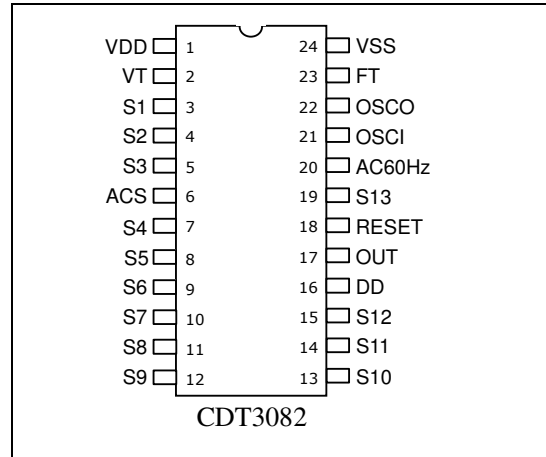 VDD 1 24 VSS
VT 2 23 FT
S1 3 22 OSCO
S2 4 21 OSCI
S3 5 20 AC60Hz
ACS 6 19 S13
S4 7 18 RESET
S5 8 17 OUT
S6 9 16 DD
S7 10 15 S12
S8 11 14 S11
S9 12 13 S10
CDT3082